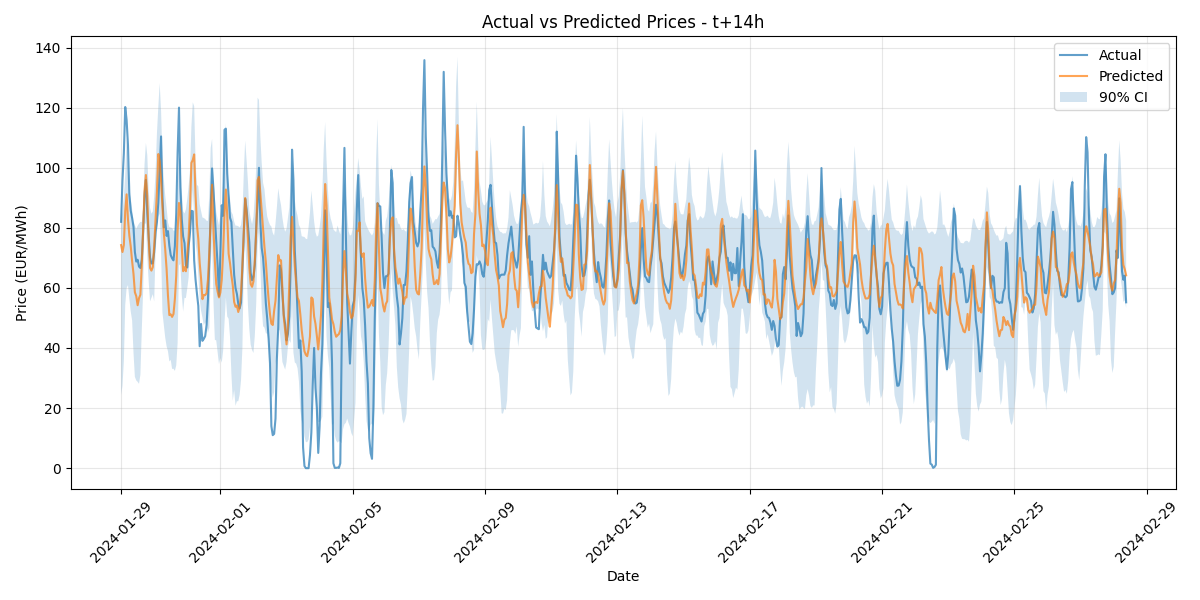 Actual vs Predicted Prices - t+14h
Actual
Predicted
90% CI
Price (EUR/MWh)
140
120
100
80
60
40
20
0
2024-01-29
2024-02-01
2024-02-05
2024-02-09
2024-02-13
2024-02-17
2024-02-21
2024-02-25
2024-02-29
Date